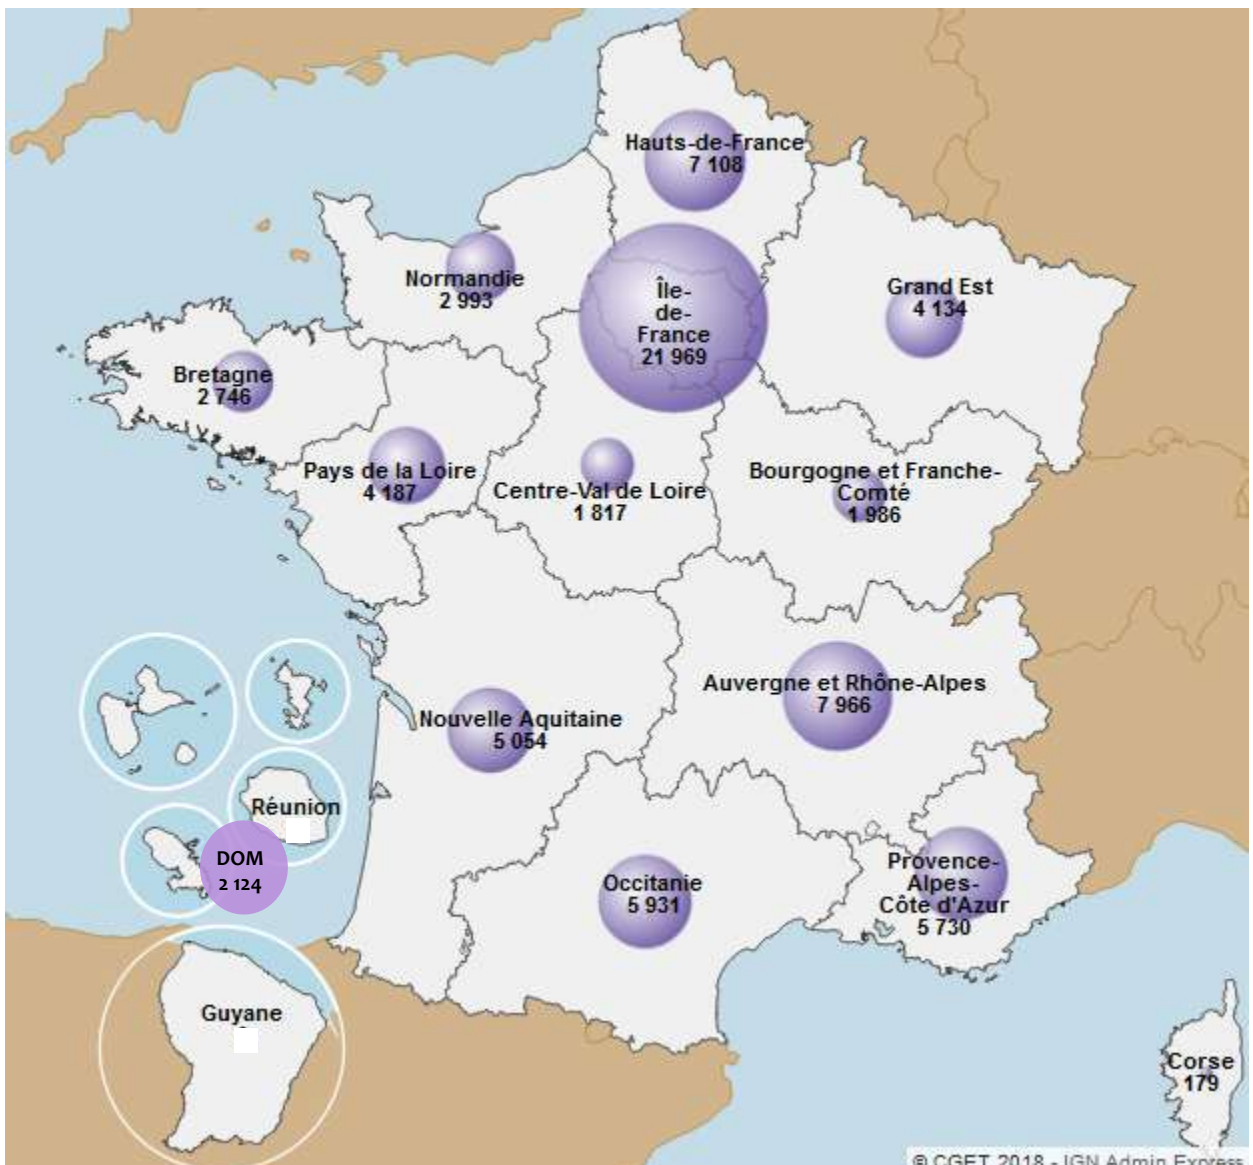 Hauts-de-France
7 108
Normandie
2 993
Île-
de-
France
21 969
Grand Est
4 134
Bretagne
2 746
Pays de la Loire
4 187
Centre-Val de Loire
1 817
Bourgogne et Franche-
Comté
1 986
Auvergne et Rhône-Alpes
7 966
Nouvelle Aquitaine
5 054
Réunion
DOM
2 124
Occitanie
5 931
Provence-
Alpes-
Côte d'Azur
5 730
Guyane
Corse
179
© CGET 2018 - IGN Admin Express